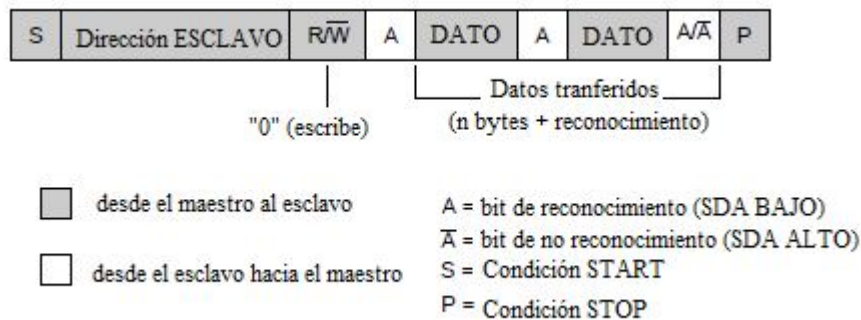 S Dirección ESCLAVO R/W̅ A DATO A DATO A/A̅ P
Datos tranferidos
"0" (escribe) (n bytes + reconocimiento)
desde el maestro al esclavo
desde el esclavo hacia el maestro
A = bit de reconocimiento (SDA BAJO)
A̅ = bit de no reconocimiento (SDA ALTO)
S = Condición START
P = Condición STOP